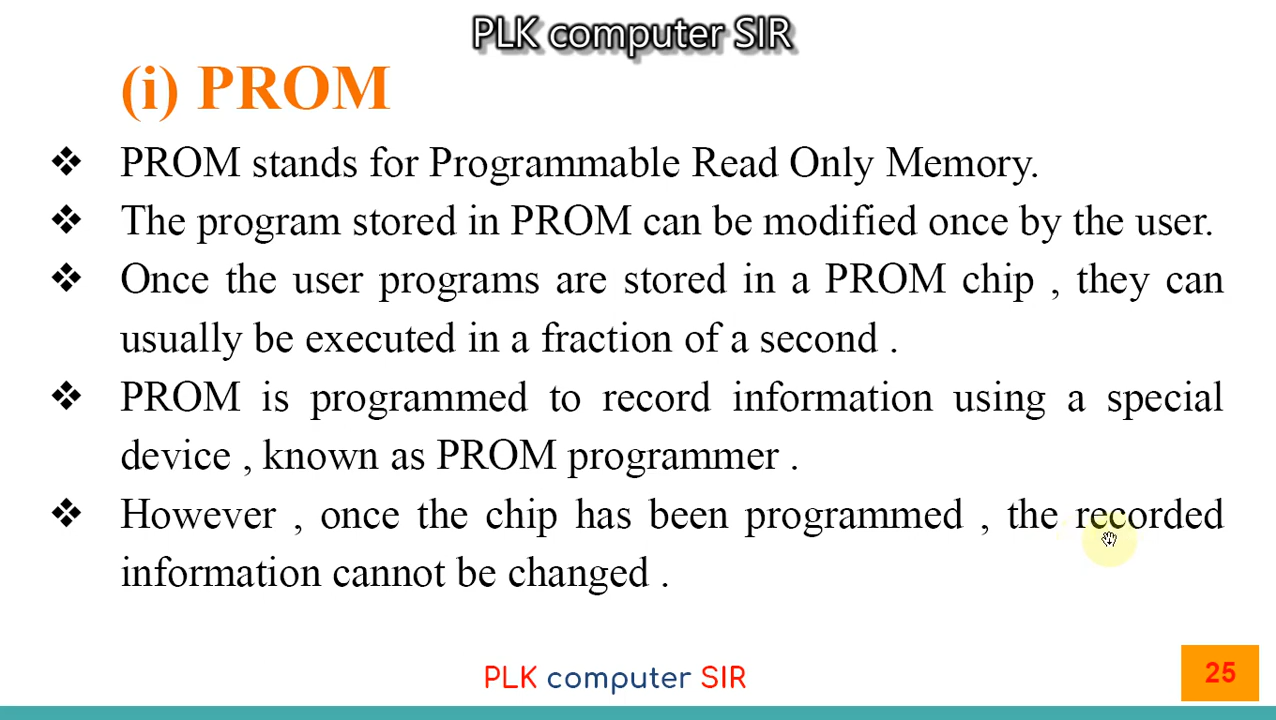 PLK computer SIR
(i) PROM
❖ PROM stands for Programmable Read Only Memory.
❖ The program stored in PROM can be modified once by the user.
❖ Once the user programs are stored in a PROM chip , they can
usually be executed in a fraction of a second .
❖ PROM is programmed to record information using a special
device , known as PROM programmer .
❖ However , once the chip has been programmed , the recorded
information cannot be changed .
PLK computer SIR
25